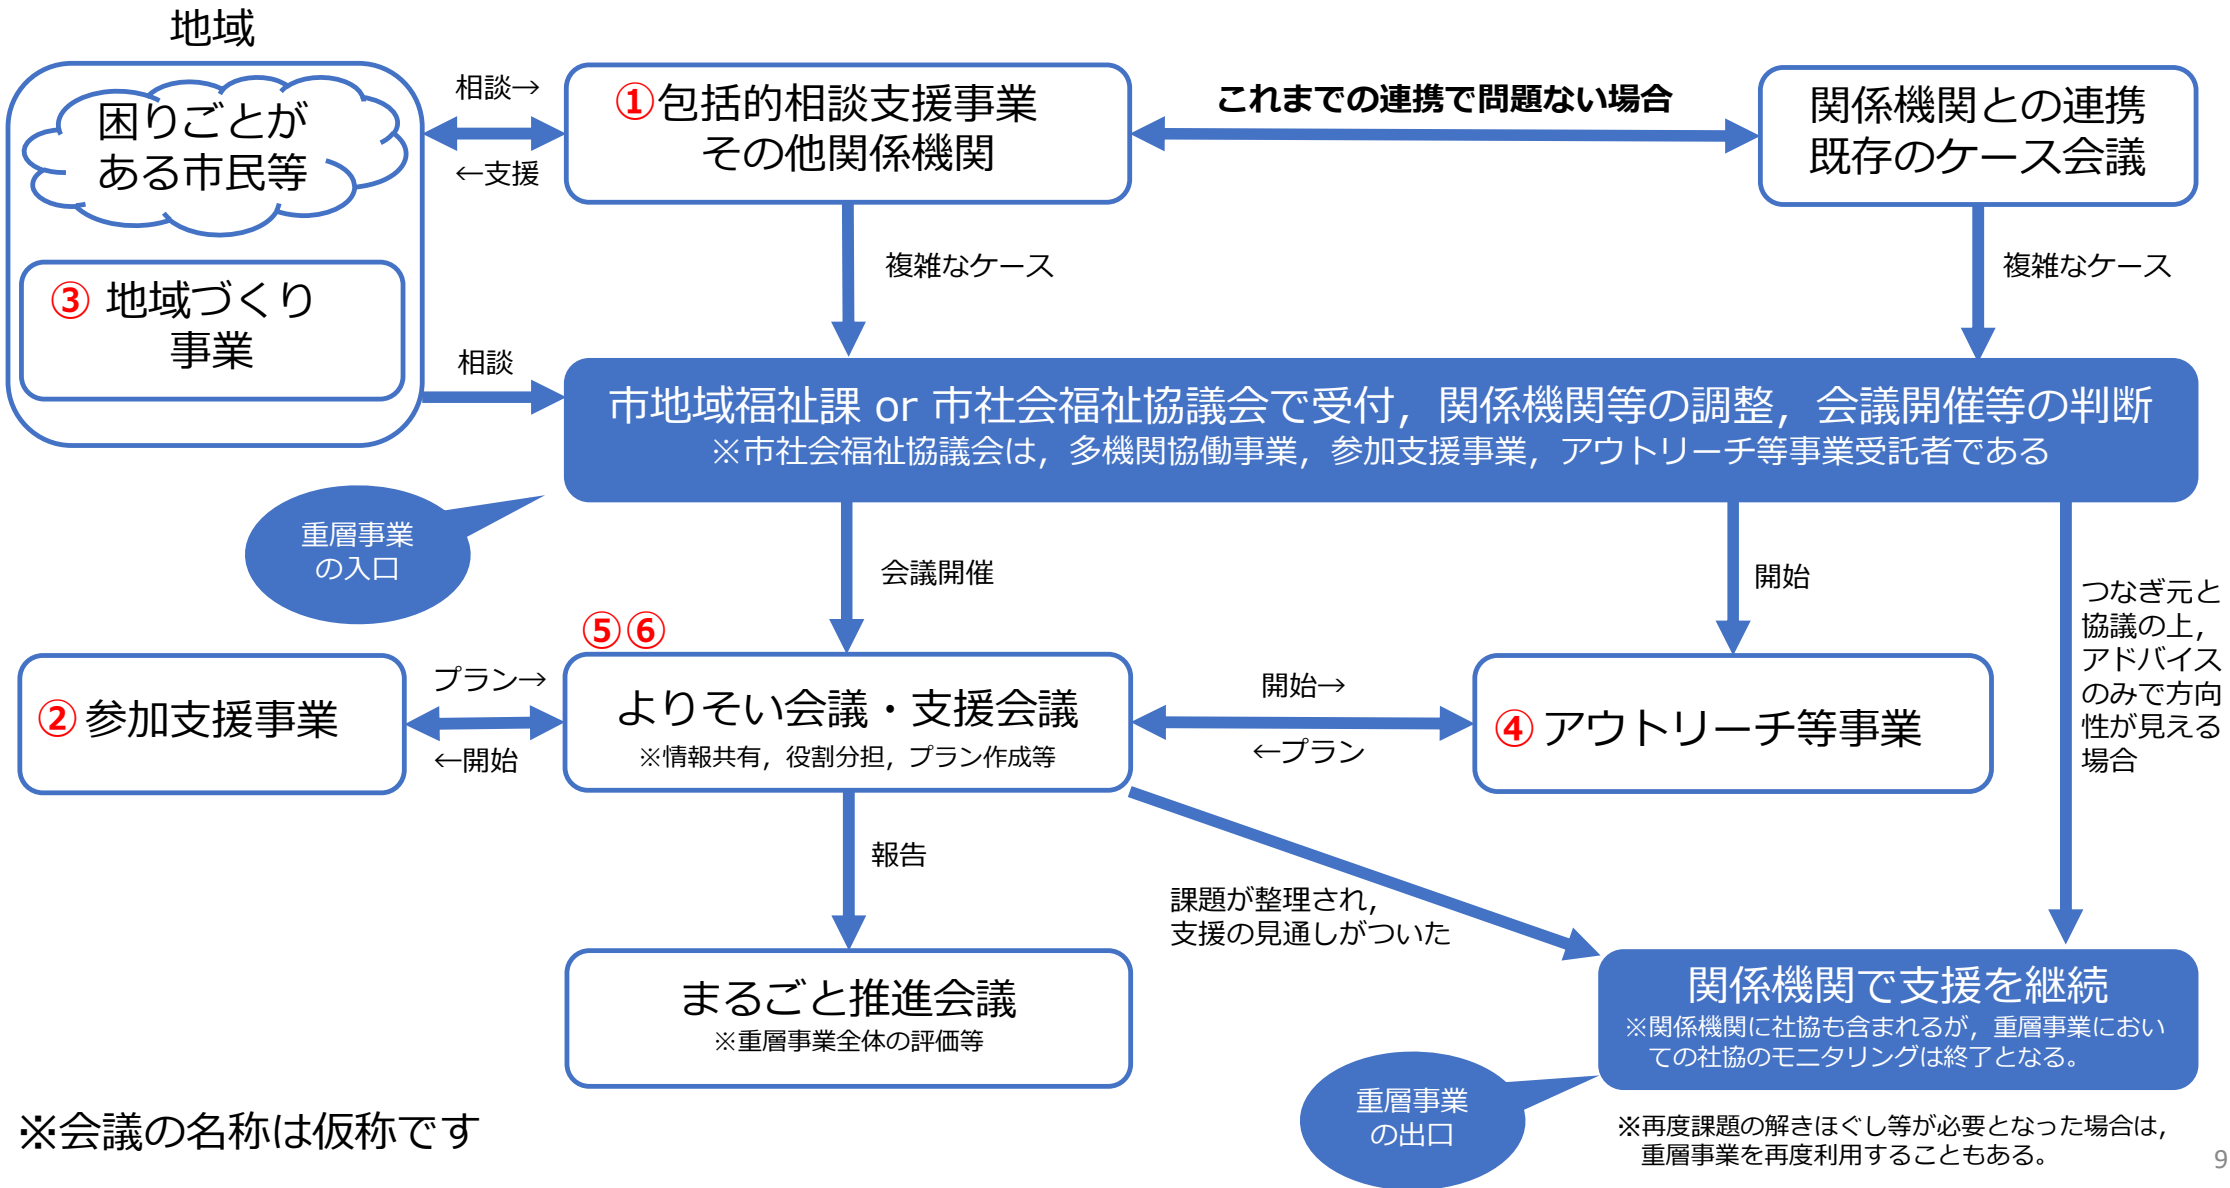 地域
困りごとが
ある市民等
③ 地域づくり
事業
相談→
←支援
①包括的相談支援事業
その他関係機関
これまでの連携で問題ない場合
関係機関との連携
既存のケース会議
複雑なケース
複雑なケース
相談
市地域福祉課 or 市社会福祉協議会で受付，関係機関等の調整，会議開催等の判断
※市社会福祉協議会は，多機関協働事業，参加支援事業，アウトリーチ等事業受託者である
重層事業
の入口
会議開催
開始
つなぎ元と
協議の上，
アドバイス
のみで方向
性が見える
場合
⑤⑥
②参加支援事業
プラン→
←開始
よりそい会議・支援会議
※情報共有，役割分担，プラン作成等
開始→
←プラン
④アウトリーチ等事業
報告
課題が整理され，
支援の見通しがついた
まるごと推進会議
※重層事業全体の評価等
関係機関で支援を継続
※関係機関に社協も含まれるが，重層事業におい
ての社協のモニタリングは終了となる。
重層事業
の出口
※再度課題の解きほぐし等が必要となった場合は，
重層事業を再度利用することもある。
※会議の名称は仮称です
9